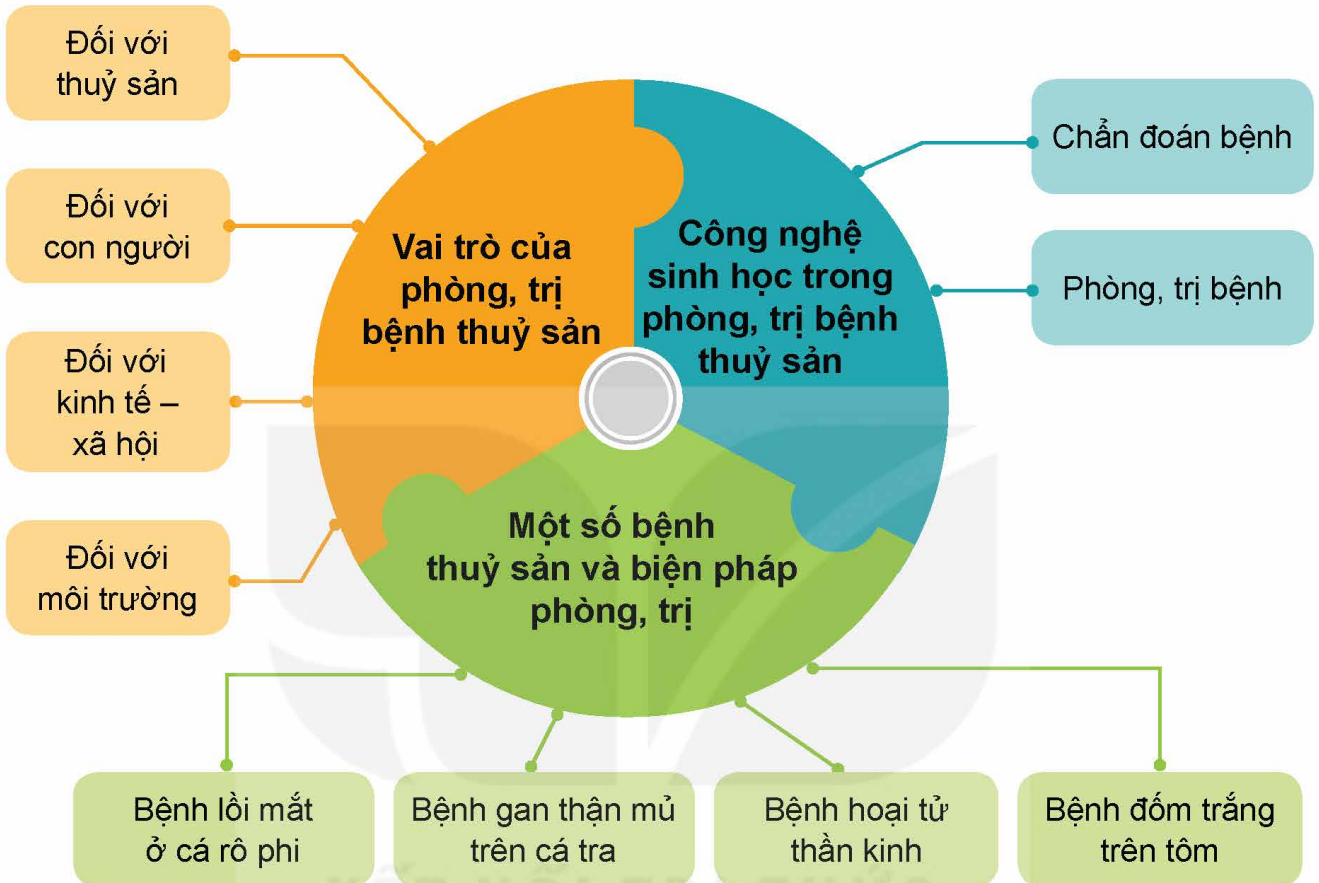 Đối với
thuỷ sản
Đối với
con người
Đối với
kinh tế –
xã hội
Đối với
môi trường
Vai trò của
phòng, trị
bệnh thuỷ sản
Công nghệ
sinh học trong
phòng, trị bệnh
thuỷ sản
Chẩn đoán bệnh
Phòng, trị bệnh
Một số bệnh
thuỷ sản và biện pháp
phòng, trị
Bệnh lồi mắt
ở cá rô phi
Bệnh gan thận mủ
trên cá tra
Bệnh hoại tử
thần kinh
Bệnh đốm trắng
trên tôm